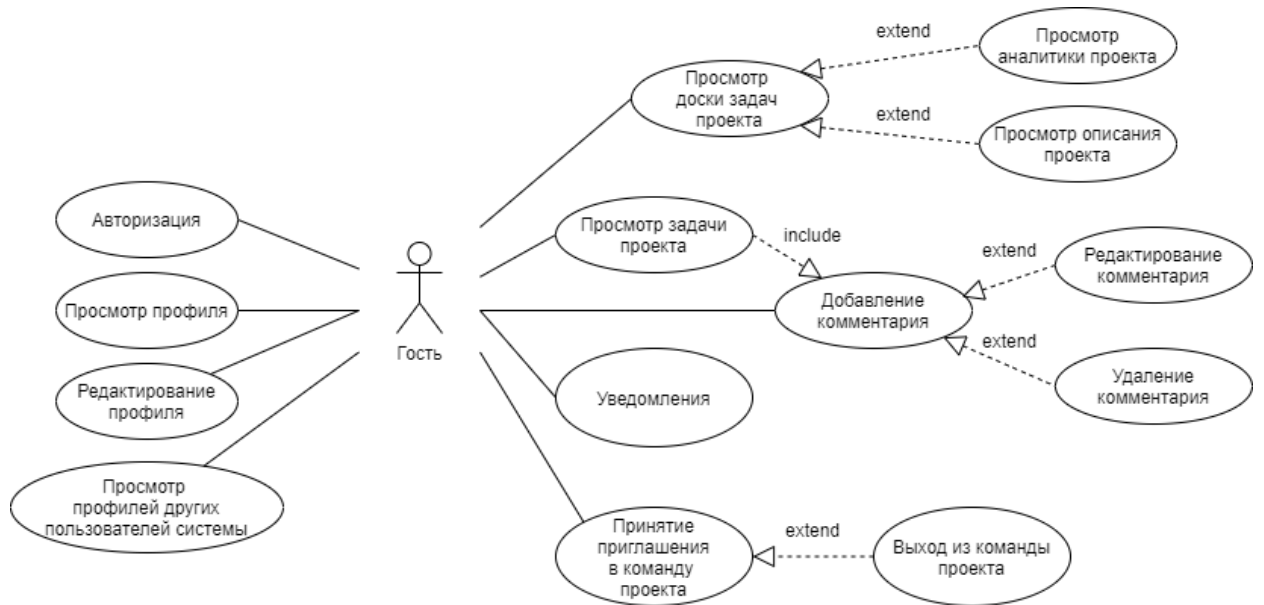 Авторизация
Просмотр профиля
Редактирование
профиля
Просмотр
профилей других
пользователей системы
Гость
Просмотр
доски задач
проекта
extend
Просмотр
аналитики проекта
extend
Просмотр описания
проекта
Просмотр задачи
проекта
include
Добавление
комментария
extend
Редактирование
комментария
extend
Удаление
комментария
Уведомления
Принятие
приглашения
в команду
проекта
extend
Выход из команды
проекта